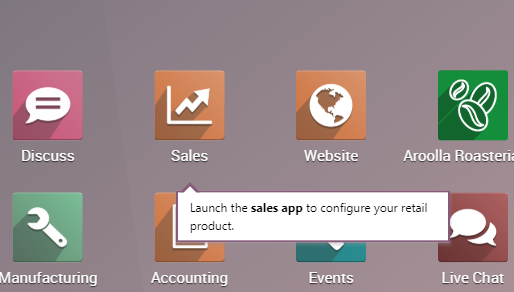 Discuss
Sales
Website
Aroolla Roasteria
Launch the sales app to configure your retail
product.
Manufacturing
Accounting
Events
Live Chat